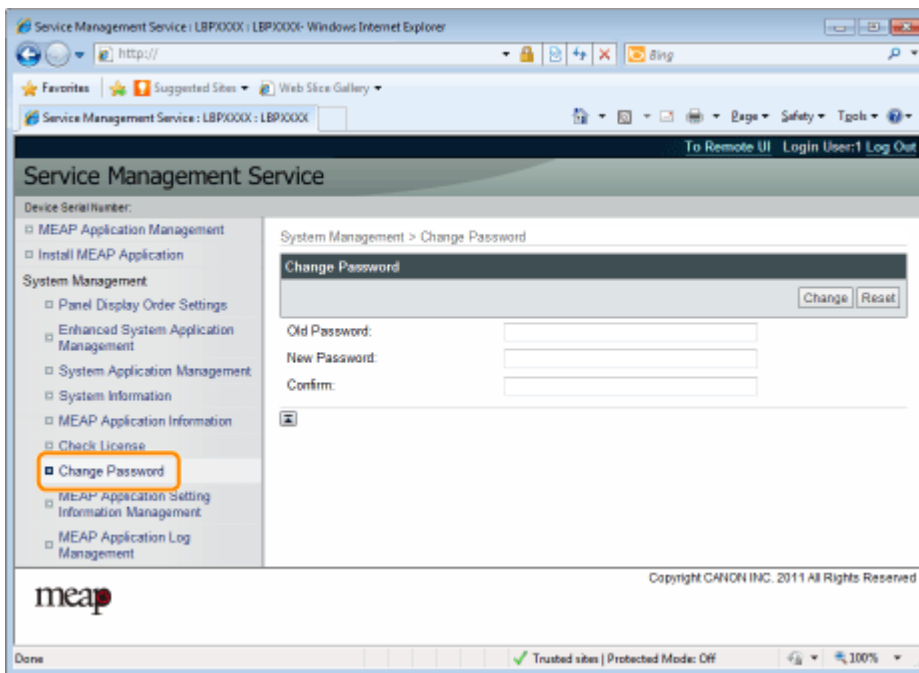 Service Management Service : LBPXXXX : LBPXXXX- Windows Internet Explorer
http://
Bing
Favorites Suggested Sites Web Slice Gallery
Service Management Service : LBPXXXX : LBPXXXX
Page Safety Tools
To Remote UI Login User:1 Log Out
Service Management Service
Device Serial Number:
MEAP Application Management
Install MEAP Application
System Management
Panel Display Order Settings
Enhanced System Application
Management
System Application Management
System Information
MEAP Application Information
Check License
Change Password
MEAP Application Setting
Information Management
MEAP Application Log
Management
System Management > Change Password
Change Password
Change Reset
Old Password:
New Password:
Confirm:
meap
Copyright CANON INC. 2011 All Rights Reserved
Done Trusted sites | Protected Mode: Off 100%